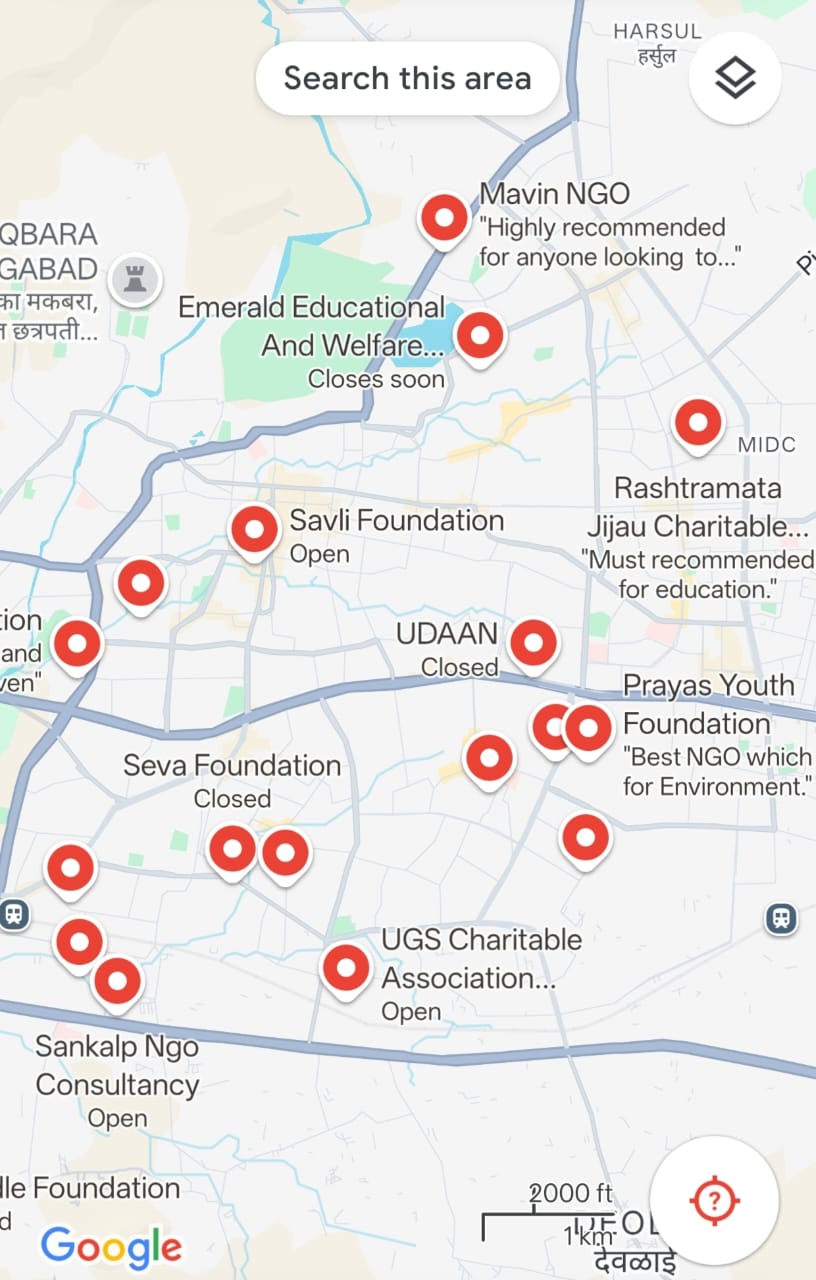 HARSUL
हर्सुल
Search this area
Mavin NGO
"Highly recommended
for anyone looking to..."
QBARA
GABAD
का मकबरा,
छत्रपती...
Emerald Educational
And Welfare...
Closes soon
MIDC
Rashtramata
Jijau Charitable...
"Must recommended
for education."
Savli Foundation
Open
tion
and
ven"
UDAAN
Closed
Prayas Youth
Foundation
"Best NGO which
for Environment."
Seva Foundation
Closed
UGS Charitable
Association...
Open
Sankalp Ngo
Consultancy
Open
dle Foundation
d
2000 ft
1 km
DEOL
देवळाई
?
Google